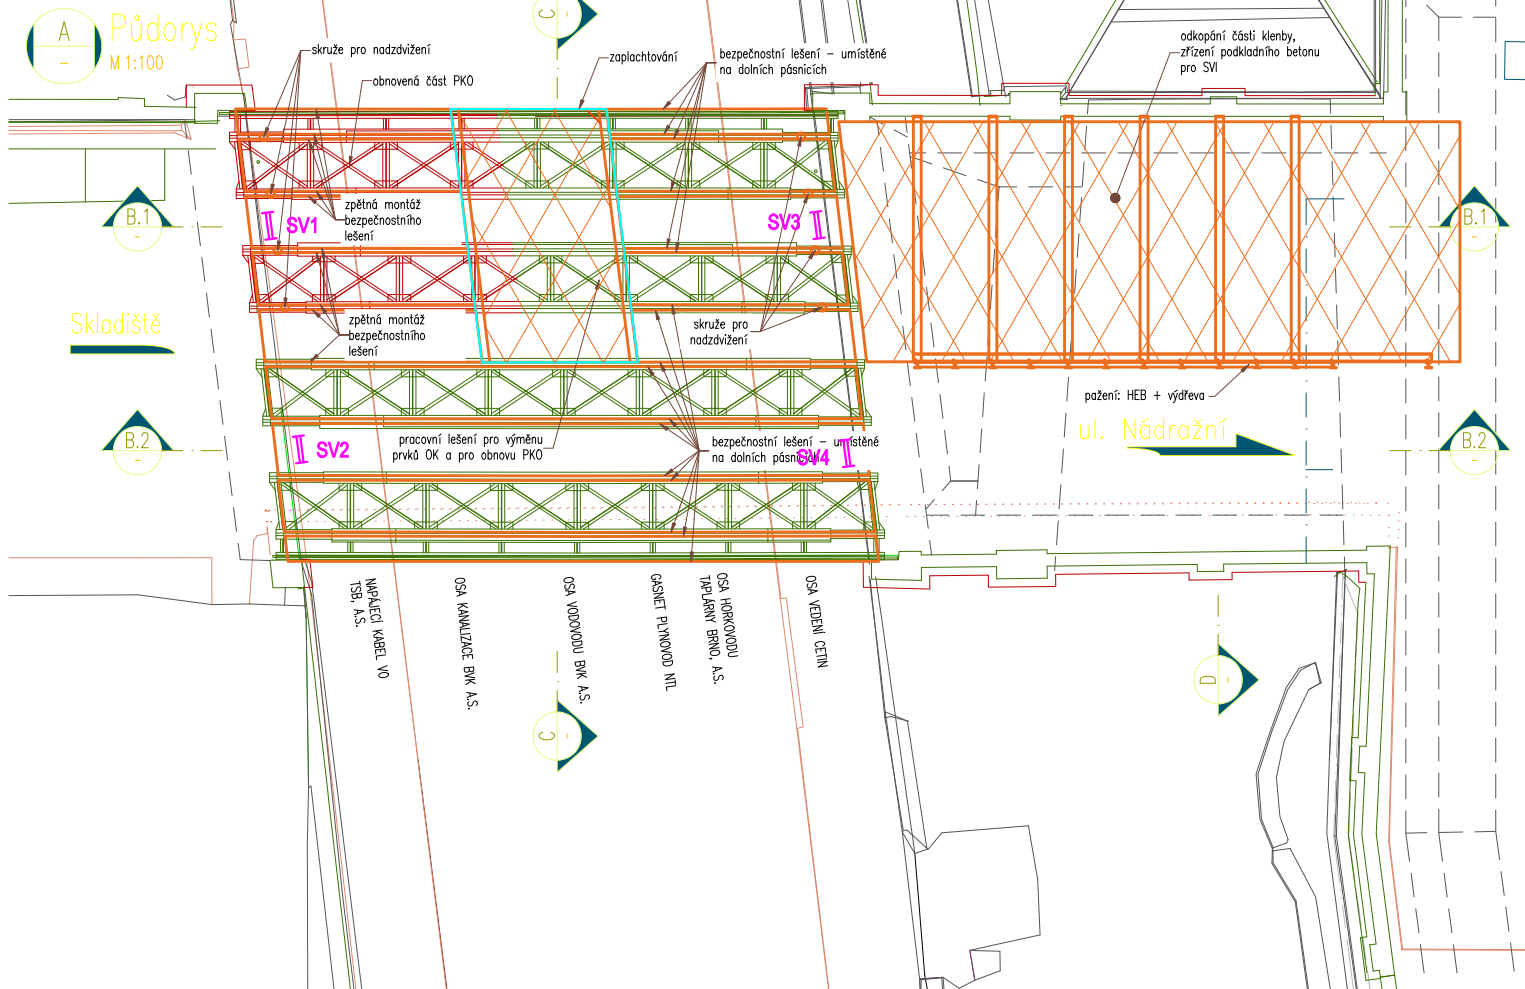 A
–
Půdorys
M 1:100
skruže pro nadzdvižení
obnovená část PKO
zaplachtování
bezpečnostní lešení – umístěné
na dolních pásnicích
odkopání části klenby,
zřízení podkladního betonu
pro SVI
C
–
B.1
–
zpětná montáž
bezpečnostního
lešení
SV1
SV3
B.1
–
Skladiště
zpětná montáž
bezpečnostního
lešení
skruže pro
nadzdvižení
pažení: HEB + výdřeva
B.2
–
SV2
pracovní lešení pro výměnu
prvků OK a pro obnovu PKO
bezpečnostní lešení – umístěné
na dolních pásnicích
SV4
ul. Nádražní
B.2
–
NAPÁJECÍ KABEL VO
TSB, A.S.
OSA KANALIZACE BVK A.S.
OSA VODOVODU BVK A.S.
GASNET PLYNOVOD NTL
OSA HORKOVODU
TAPLÁRNY BRNO, A.S.
OSA VEDENÍ CETIN
D
–
C
–